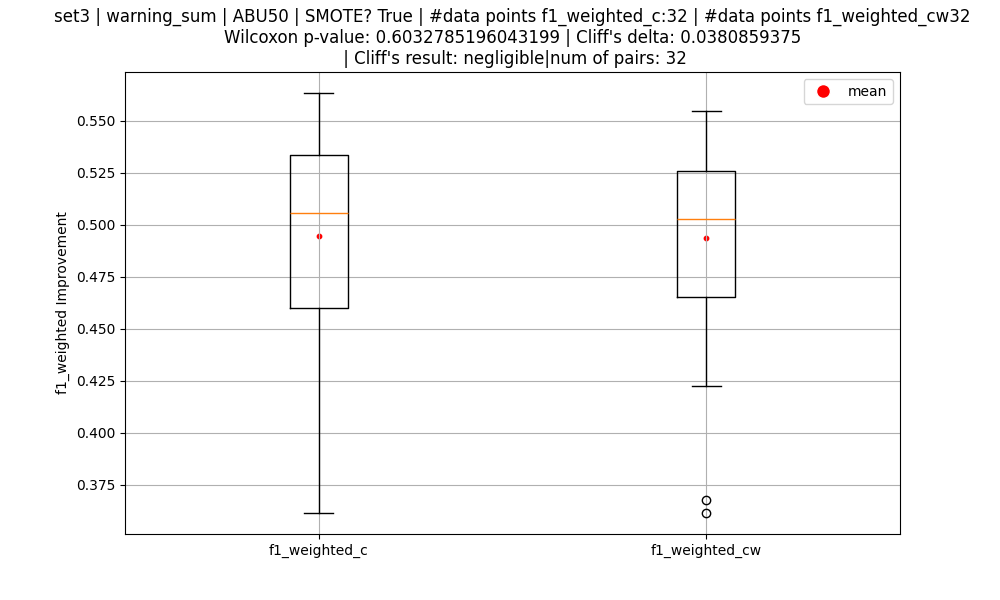 set3 | warning_sum | ABU50 | SMOTE? True | #data points f1_weighted_c:32 | #data points f1_weighted_cw32
Wilcoxon p-value: 0.6032785196043199 | Cliff's delta: 0.0380859375
| Cliff's result: negligible|num of pairs: 32
mean
0.550
0.525
0.500
0.475
0.450
0.425
0.400
0.375
f1_weighted Improvement
f1_weighted_c
f1_weighted_cw